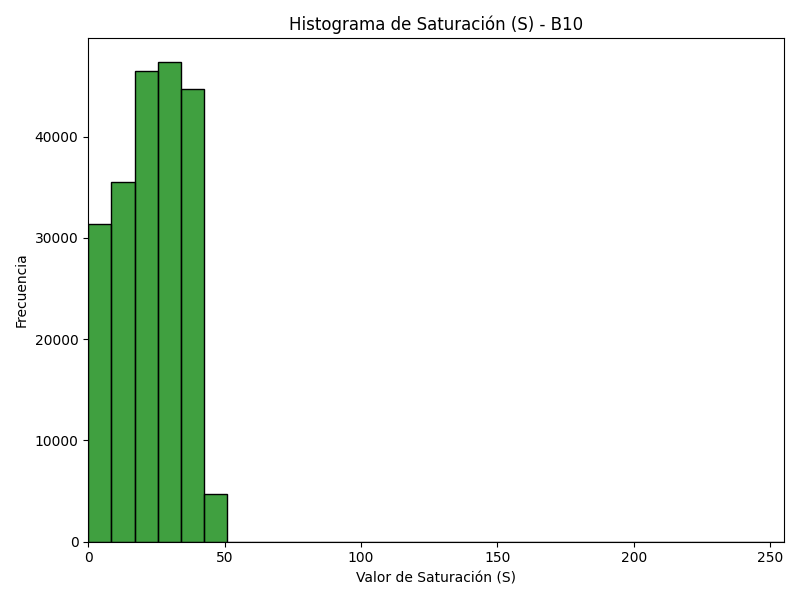 Histograma de Saturación (S) - B10
Frecuencia
40000
30000
20000
10000
0
0 50 100 150 200 250
Valor de Saturación (S)